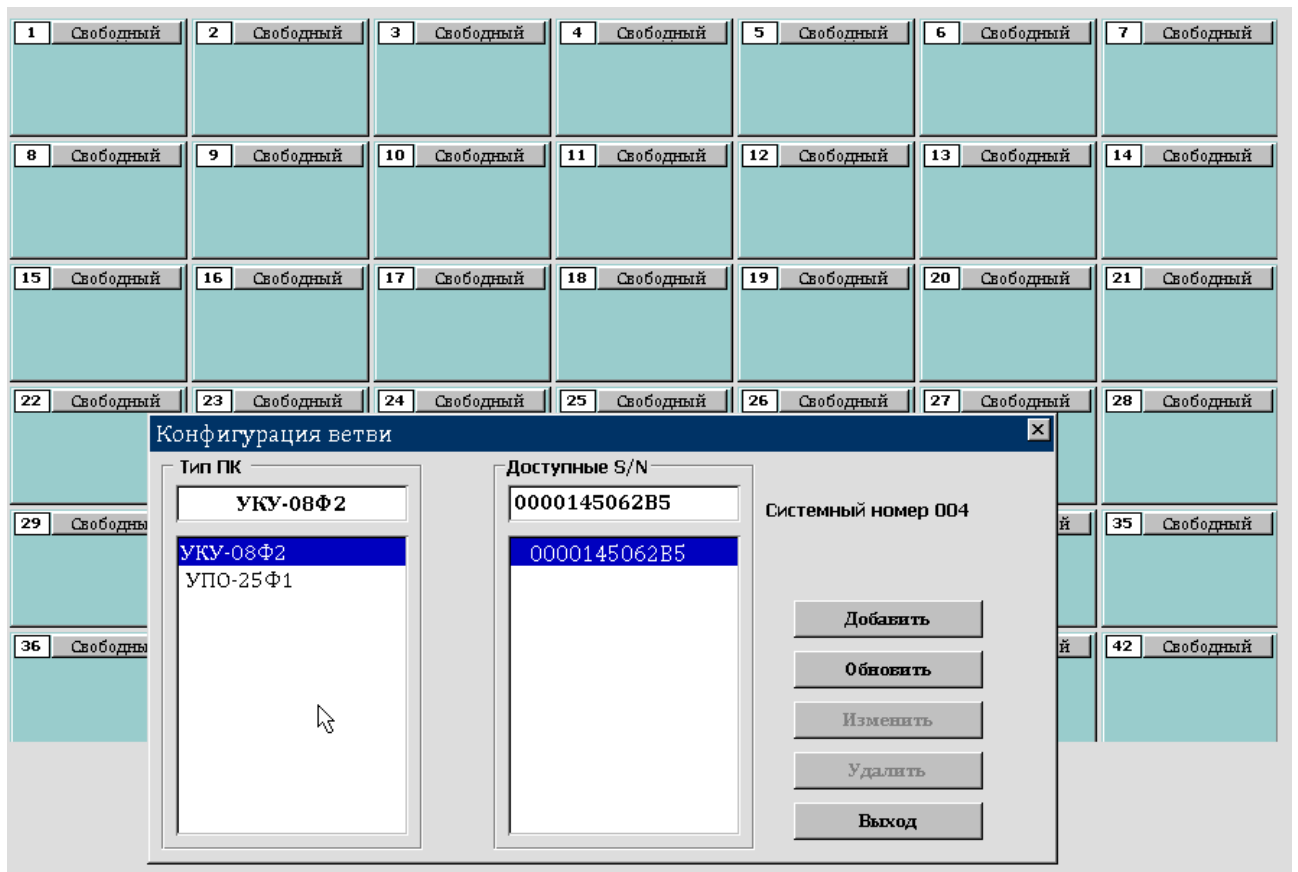 1 Свободный 2 Свободный 3 Свободный 4 Свободный 5 Свободный 6 Свободный 7 Свободный
8 Свободный 9 Свободный 10 Свободный 11 Свободный 12 Свободный 13 Свободный 14 Свободный
15 Свободный 16 Свободный 17 Свободный 18 Свободный 19 Свободный 20 Свободный 21 Свободный
22 Свободный 23 Свободный 24 Свободный 25 Свободный 26 Свободный 27 Свободный 28 Свободный
Конфигурация ветви
Тип ПК Доступные S/N
УКУ-08Ф2 0000145062B5 Системный номер 004
29 Свободны й 35 Свободный
УКУ-08Ф2 0000145062B5
УПО-25Ф1
Добавить
36 Свободны й 42 Свободный
Обновить
Изменить
Удалить
Выход